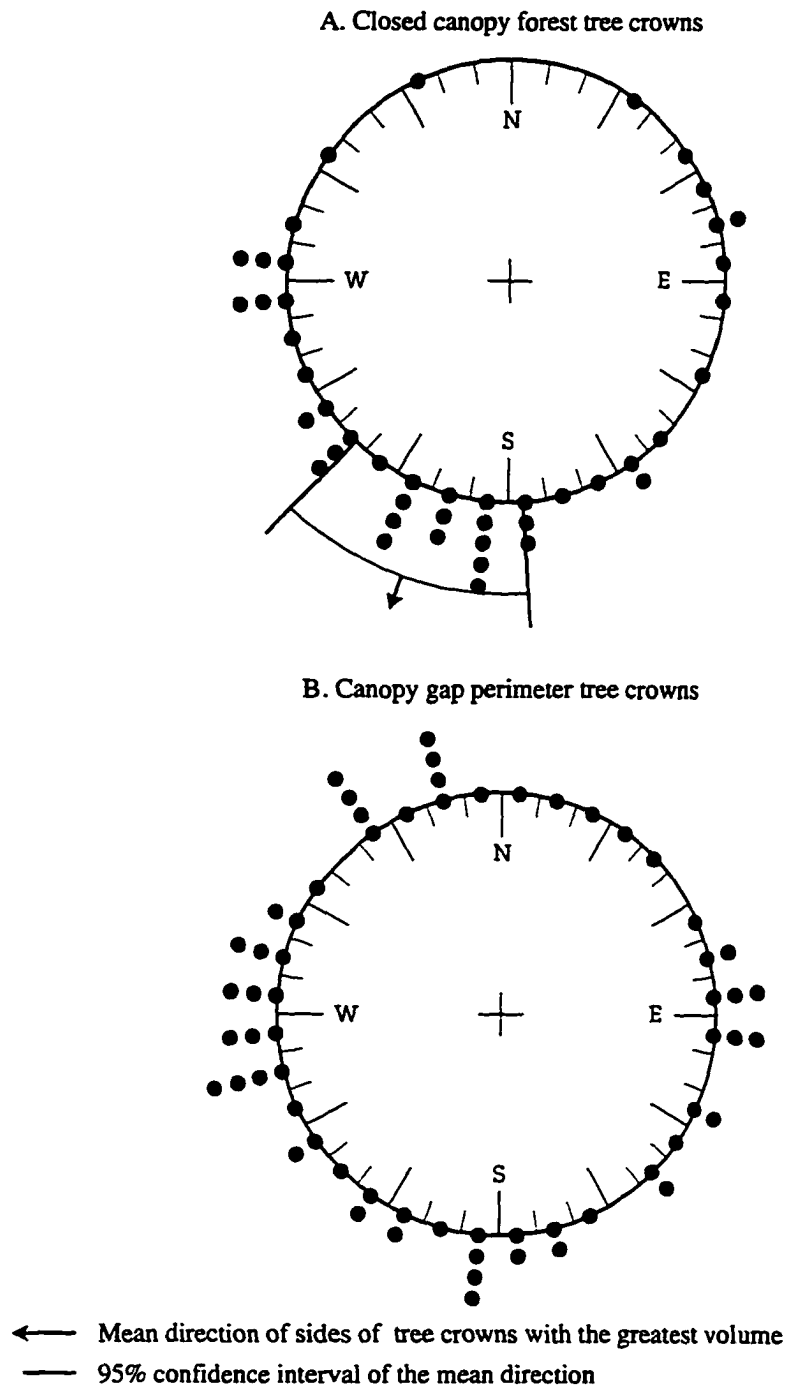 A. Closed canopy forest tree crowns
N
W
E
S
B. Canopy gap perimeter tree crowns
N
W
E
S
Mean direction of sides of tree crowns with the greatest volume
95% confidence interval of the mean direction